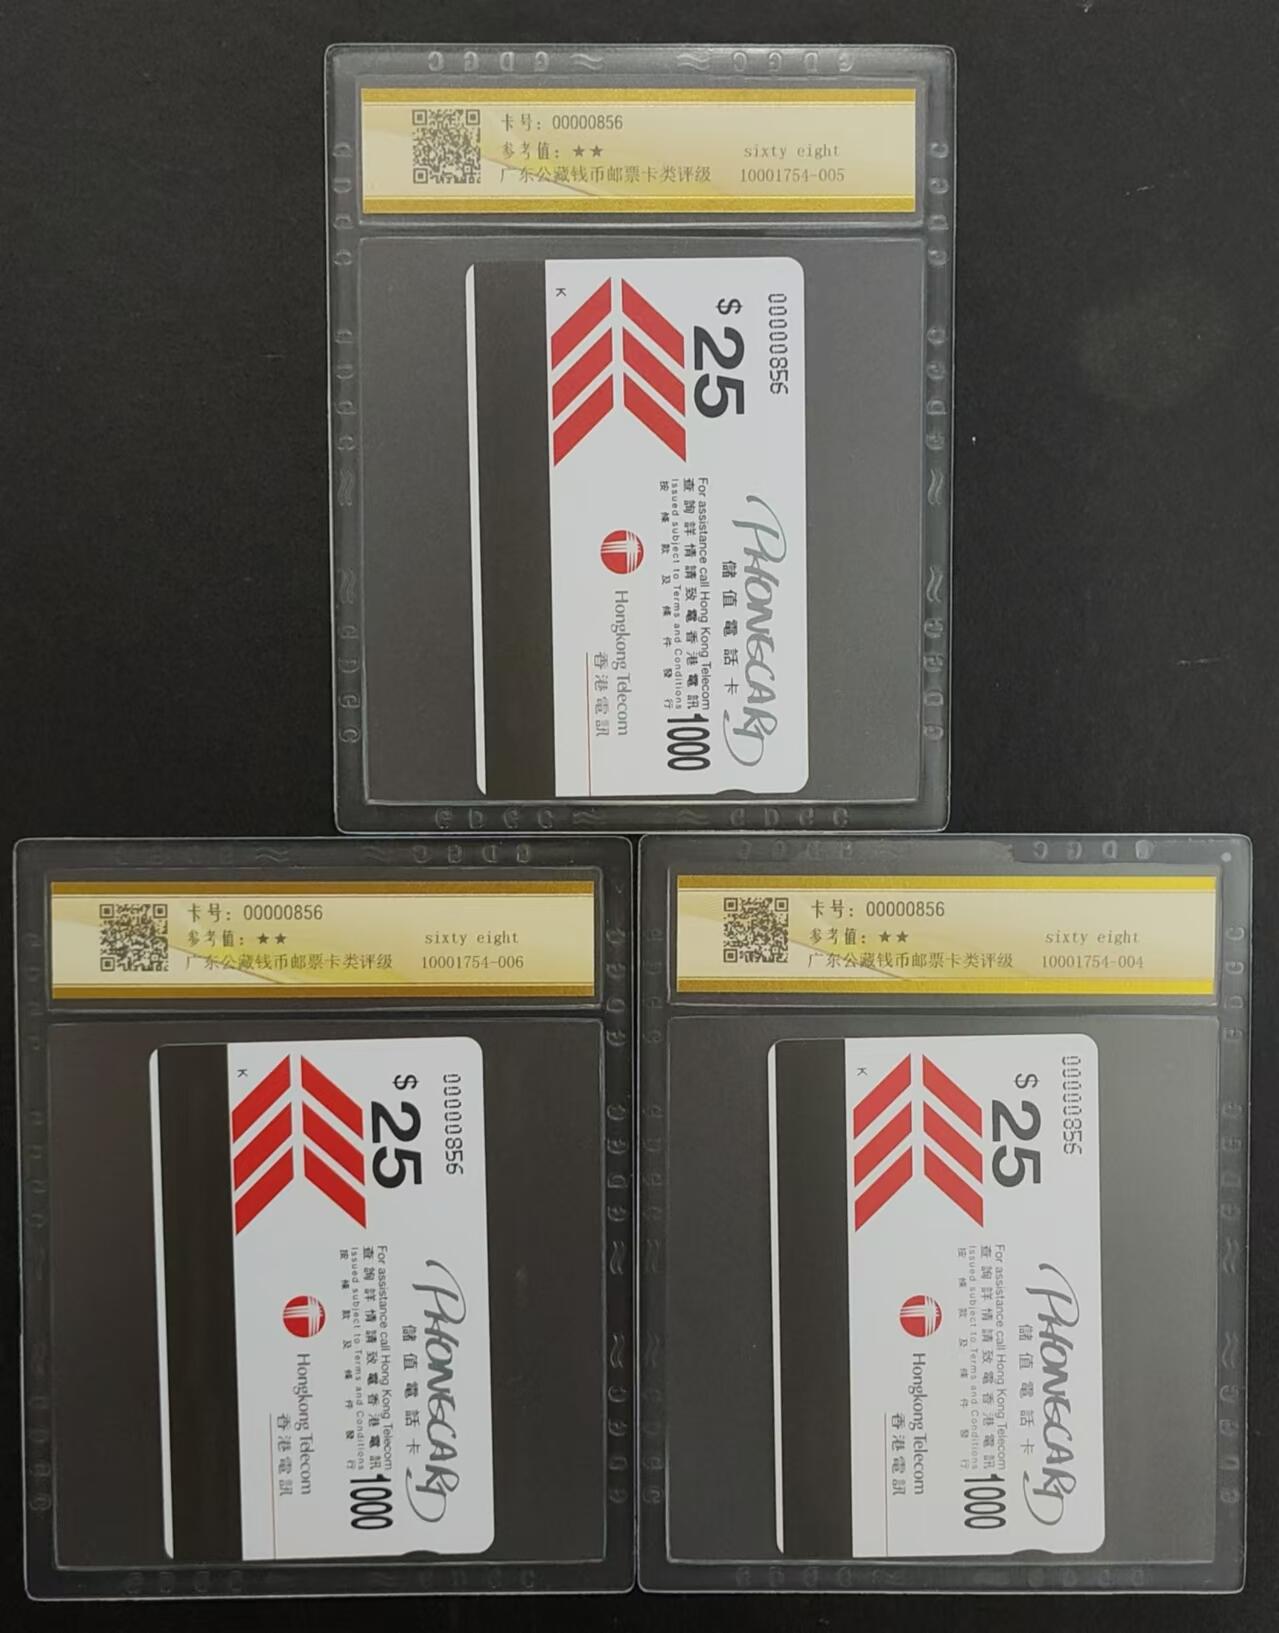 卡号: 00000856
参考值: ★★ sixty eight
广东公藏钱币邮票卡类评级 10001754-005
00000856
$25
K
PHONECARD
儲值電話卡
For assistance call Hong Kong Telecom
查詢詳情請致電香港電訊
Issued subject to Terms and Conditions
按條款及條件發行
1000
Hongkong Telecom
香港電訊
卡号: 00000856
参考值: ★★ sixty eight
广东公藏钱币邮票卡类评级 10001754-006
00000856
$25
K
PHONECARD
儲值電話卡
For assistance call Hong Kong Telecom
查詢詳情請致電香港電訊
Issued subject to Terms and Conditions
按條款及條件發行
1000
Hongkong Telecom
香港電訊
卡号: 00000856
参考值: ★★ sixty eight
广东公藏钱币邮票卡类评级 10001754-004
00000856
$25
K
PHONECARD
儲值電話卡
For assistance call Hong Kong Telecom
查詢詳情請致電香港電訊
Issued subject to Terms and Conditions
按條款及條件發行
1000
Hongkong Telecom
香港電訊